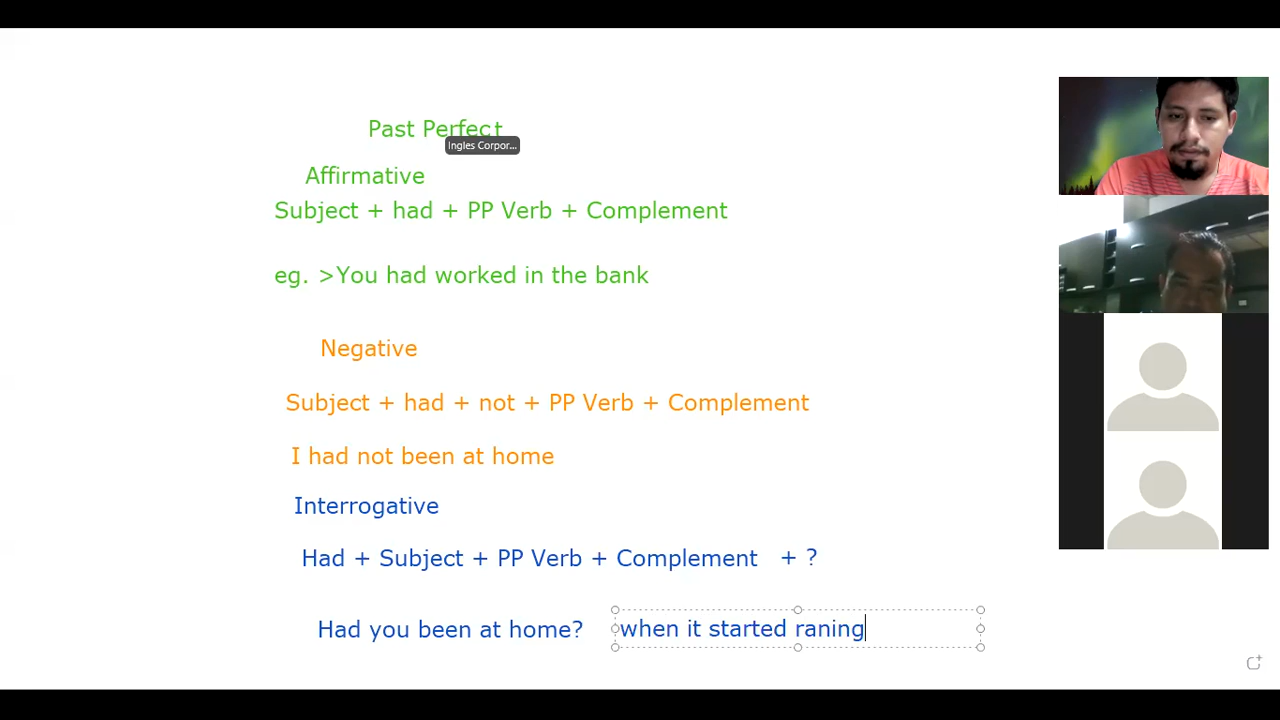 Past Perfect
Ingles Corpor...
Affirmative
Subject + had + PP Verb + Complement
eg. >You had worked in the bank
Negative
Subject + had + not + PP Verb + Complement
I had not been at home
Interrogative
Had + Subject + PP Verb + Complement + ?
Had you been at home? when it started raning